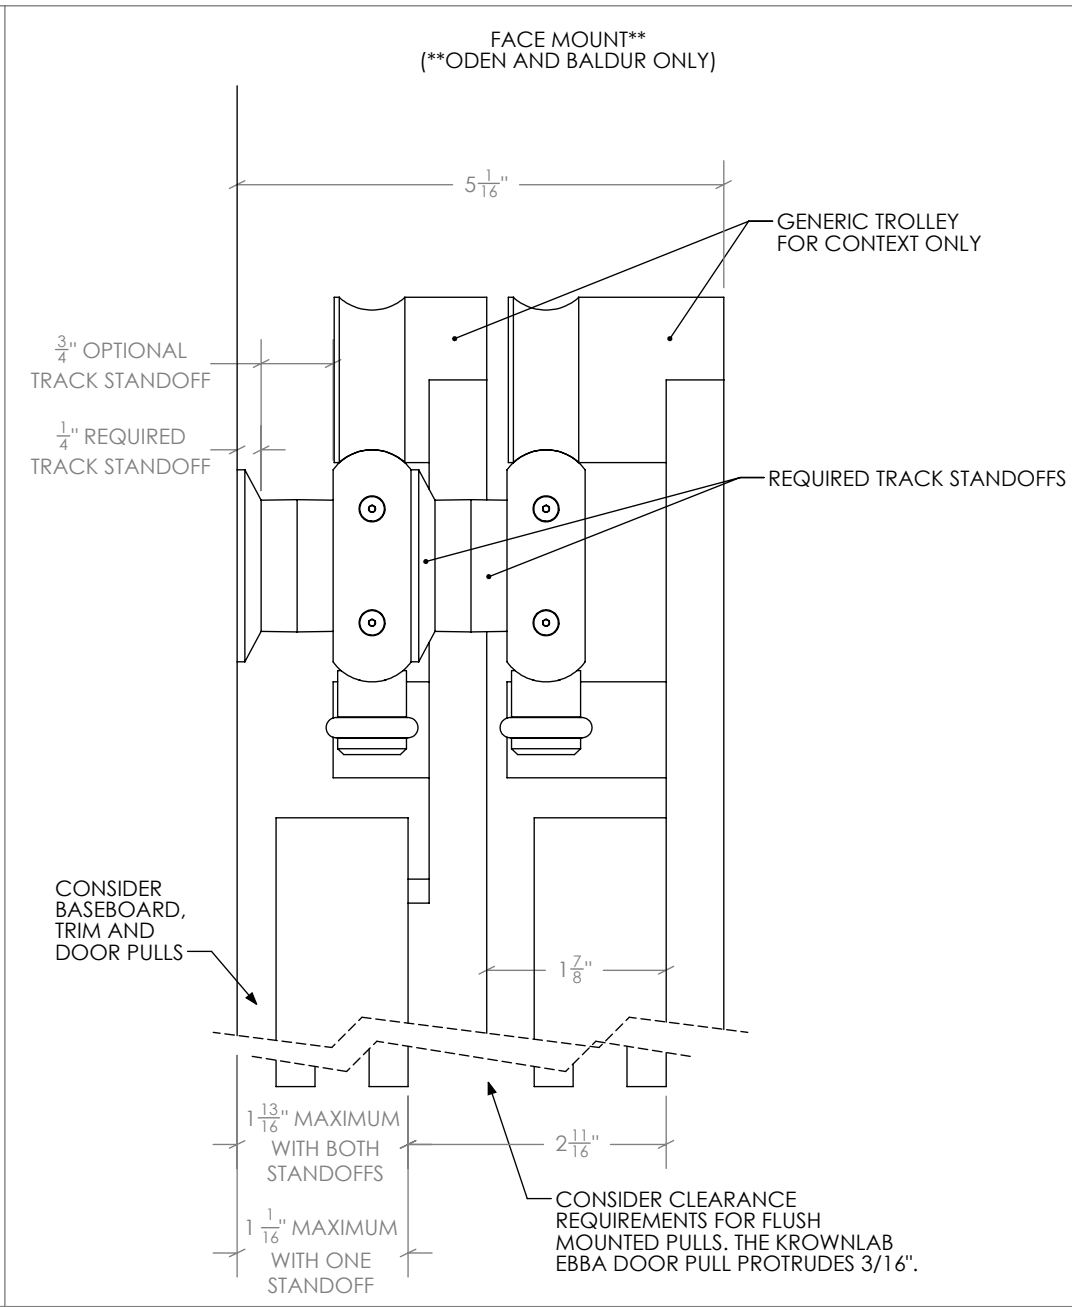 FACE MOUNT**
(**ODEN AND BALDUR ONLY)
5 1/16"
GENERIC TROLLEY
FOR CONTEXT ONLY
3/4" OPTIONAL
TRACK STANDOFF
1/4" REQUIRED
TRACK STANDOFF
REQUIRED TRACK STANDOFFS
CONSIDER
BASEBOARD,
TRIM AND
DOOR PULLS
1 7/8"
1 13/16" MAXIMUM
WITH BOTH
STANDOFFS
2 11/16"
1 1/16" MAXIMUM
WITH ONE
STANDOFF
CONSIDER CLEARANCE
REQUIREMENTS FOR FLUSH
MOUNTED PULLS. THE KROWNLAB
EBBA DOOR PULL PROTRUDES 3/16".